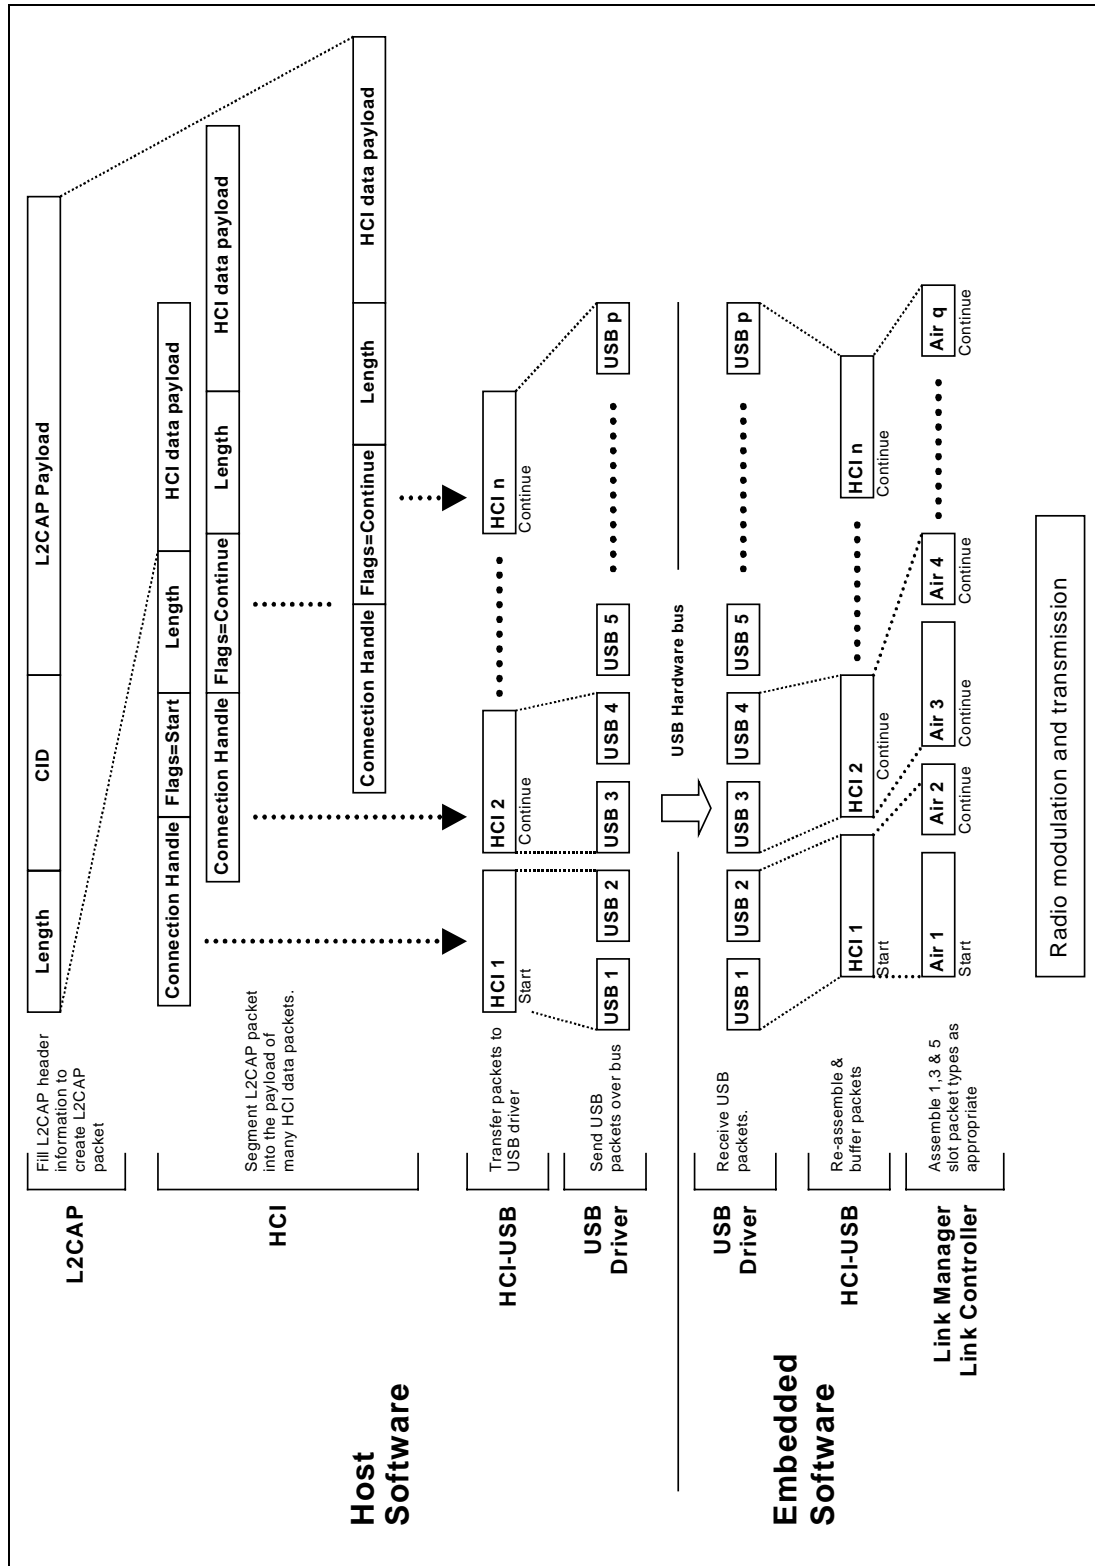 Host
Software
L2CAP
Fill L2CAP header
information to
create L2CAP
packet
Length
CID
L2CAP Payload
HCI
Segment L2CAP packet
into the payload of
many HCI data packets.
Connection Handle
Flags=Start
Length
HCI data payload
Connection Handle
Flags=Continue
Length
HCI data payload
Connection Handle
Flags=Continue
Length
HCI data payload
HCI-USB
Transfer packets to
USB driver
HCI 1
Start
HCI 2
Continue
HCI n
Continue
USB
Driver
Send USB
packets over bus
USB 1
USB 2
USB 3
USB 4
USB 5
USB p
USB Hardware bus
Embedded
Software
USB
Driver
Receive USB
packets.
USB 1
USB 2
USB 3
USB 4
USB 5
USB p
HCI-USB
Re-assemble &
buffer packets
HCI 1
Start
HCI 2
Continue
HCI n
Continue
Link Manager
Link Controller
Assemble 1,3 & 5
slot packet types as
appropriate
Air 1
Start
Air 2
Continue
Air 3
Continue
Air 4
Continue
Air q
Continue
Radio modulation and transmission